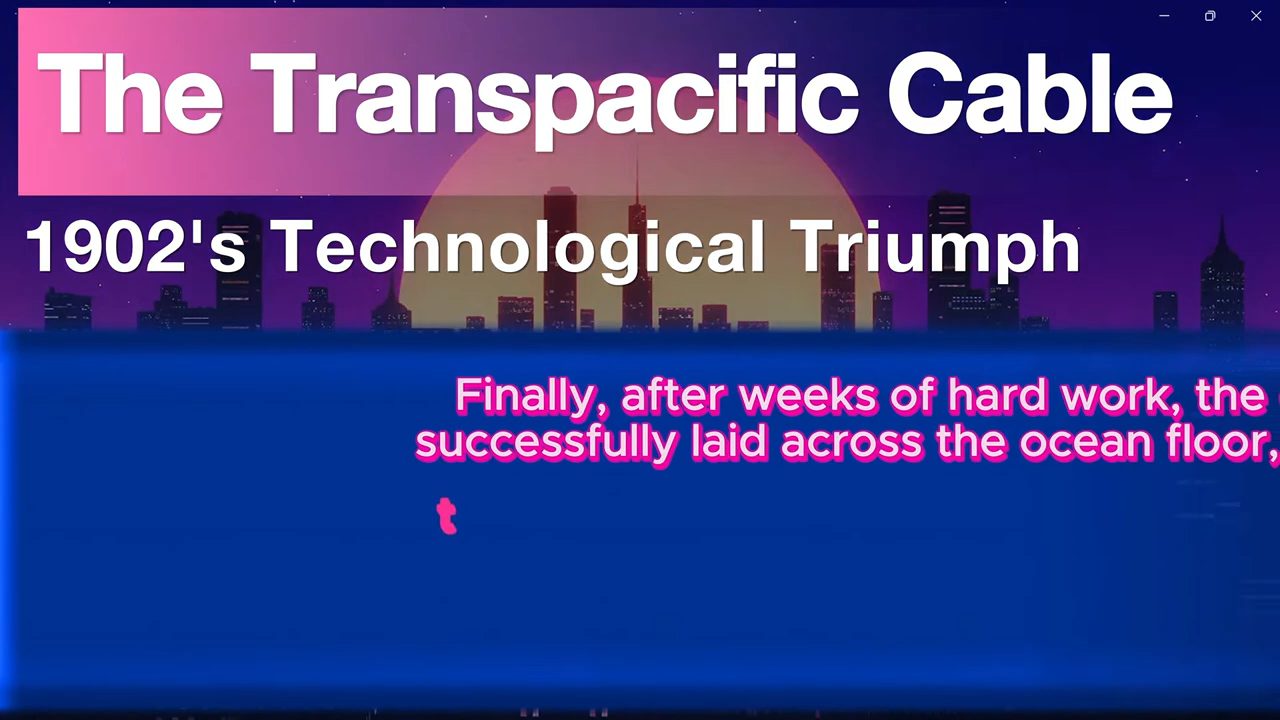 The Transpacific Cable
1902's Technological Triumph
Finally, after weeks of hard work, the
successfully laid across the ocean floor,
t